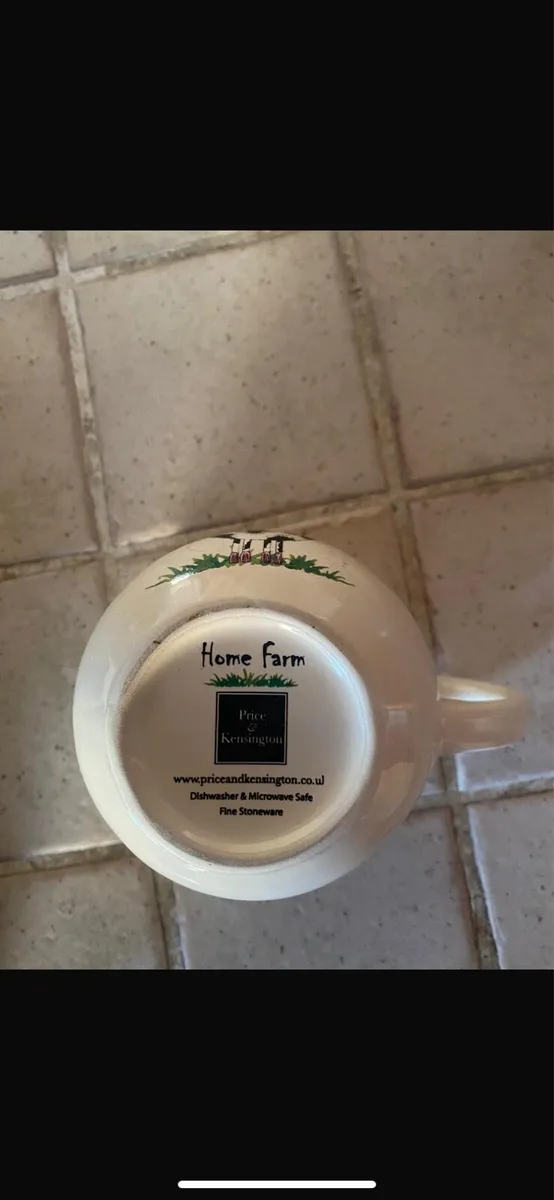 Home Farm
Price
&
Kensington
www.priceandkensington.co.ul
Dishwasher & Microwave Safe
Fine Stoneware